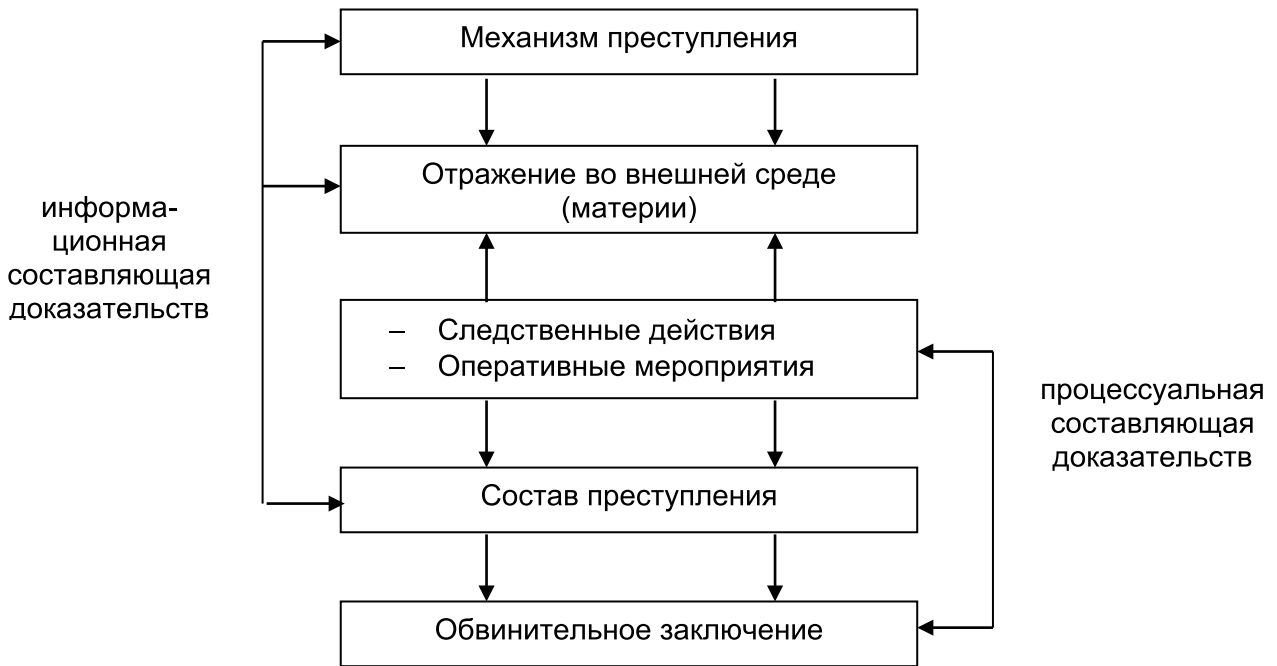 Механизм преступления
Отражение во внешней среде
(материи)
информа-
ционная
составляющая
доказательств
– Следственные действия
– Оперативные мероприятия
процессуальная
составляющая
доказательств
Состав преступления
Обвинительное заключение